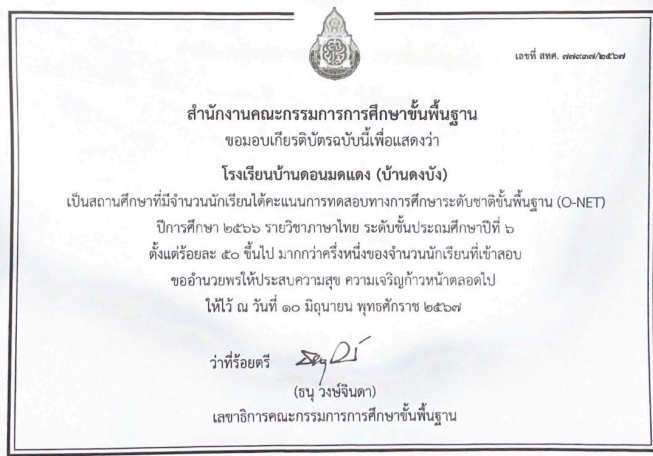 เลขที่ สทศ. ๗๗๘๓๗/๒๕๖๗
สำนักงานคณะกรรมการการศึกษาขั้นพื้นฐาน
ขอมอบเกียรติบัตรฉบับนี้เพื่อแสดงว่า
โรงเรียนบ้านดอนมดแดง (บ้านดงบัง)
เป็นสถานศึกษาที่มีจำนวนนักเรียนได้คะแนนการทดสอบทางการศึกษาระดับชาติขั้นพื้นฐาน (O-NET)
ปีการศึกษา ๒๕๖๖ รายวิชาภาษาไทย ระดับชั้นประถมศึกษาปีที่ ๖
ตั้งแต่ร้อยละ ๕๐ ขึ้นไป มากกว่าครึ่งหนึ่งของจำนวนนักเรียนที่เข้าสอบ
ขออำนวยพรให้ประสบความสุข ความเจริญก้าวหน้าตลอดไป
ให้ไว้ ณ วันที่ ๑๐ มิถุนายน พุทธศักราช ๒๕๖๗
ว่าที่ร้อยตรี
(ธนุ วงษ์จินดา)
เลขาธิการคณะกรรมการการศึกษาขั้นพื้นฐาน